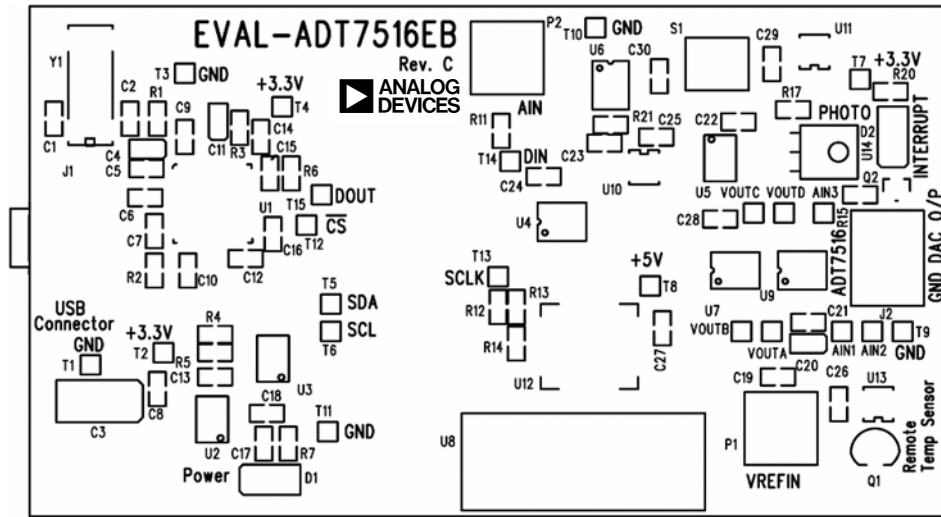 EVAL-ADT7516EB
Rev. C
ANALOG
DEVICES
Y1
T3
GND
+3.3V
T4
C1
J1
C2
R1
C9
C4
C5
C11
R3
C14
C15
R6
C6
C7
R2
C10
U1
C16
C12
T15
DOUT
CS
T12
T5
SDA
SCL
T6
USB
Connector
GND
T1
+3.3V
T2
R4
R5
C13
C3
C8
U3
U2
C18
C17
R7
T11
GND
Power
D1
P2
AIN
T10
GND
U6
C30
S1
C29
U11
T7
+3.3V
R20
R11
T14
DIN
C24
C23
R21
C25
U10
C22
U5
R17
PHOTO
D2
U14
INTERRUPT
Q2
VOUTC
VOUTD
AIN3
R15
C28
U4
T13
SCLK
R12
R13
R14
U12
+5V
T8
C27
U7
U9
ADT7516
GND DAC O/P
J2
VOUTB
VOUTA
C21
C20
AIN1
AIN2
T9
GND
C19
C26
U13
U8
P1
VREFIN
Q1
Remote
Temp Sensor